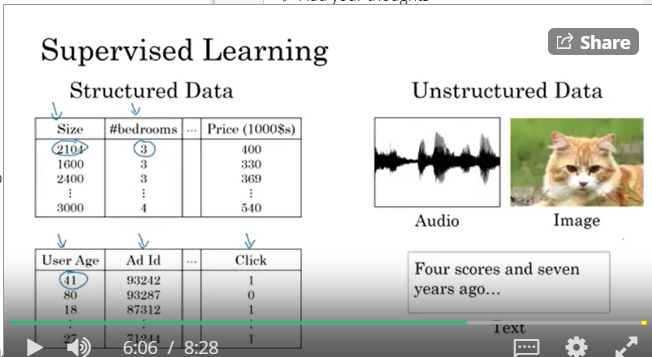 Add your thoughts
Supervised Learning
Share
Structured Data
Unstructured Data
Size #bedrooms ... Price (1000$s)
2104 3 400
1600 3 330
2400 3 369
⋮ ⋮ ⋮
3000 4 540
Audio
Image
User Age Ad Id ... Click
41 93242 1
80 93287 0
18 87312 1
⋮ ⋮ ⋮
27 71244 1
Four scores and seven
years ago...
Text
6:06 / 8:28